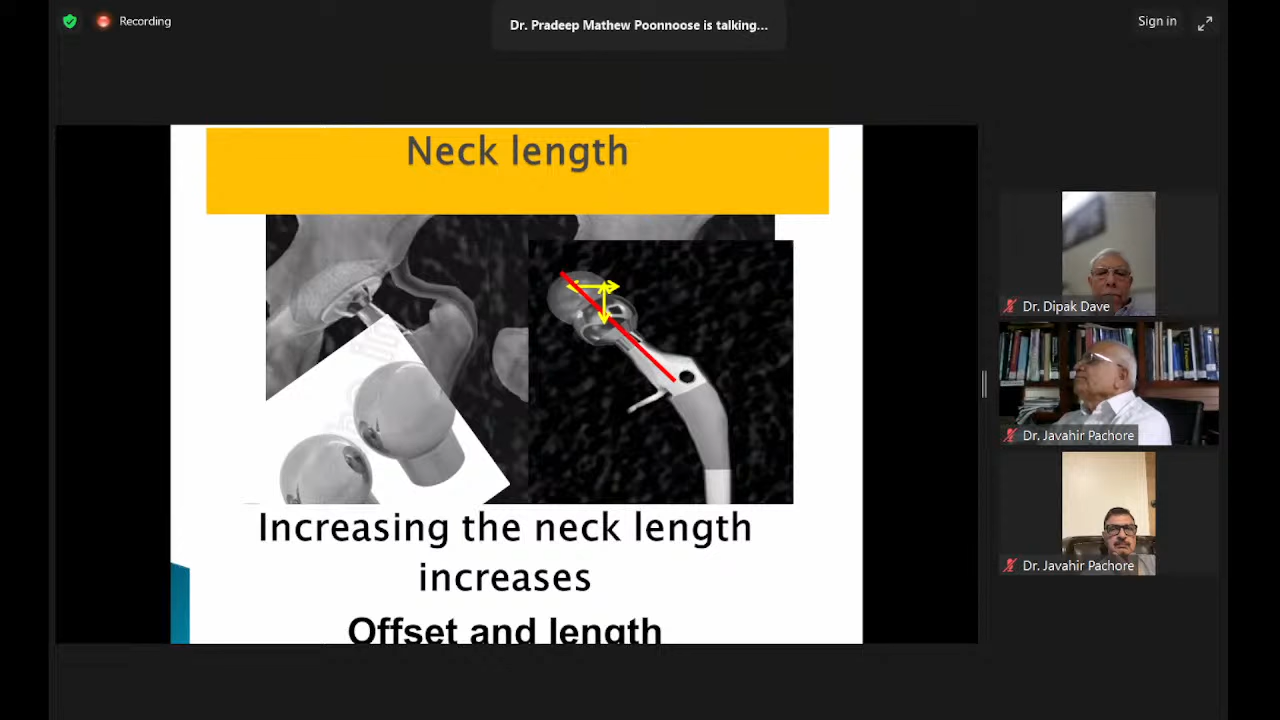 Recording
Dr. Pradeep Mathew Poonnoose is talking...
Sign in
Neck length
Increasing the neck length
increases
Offset and length
Dr. Dipak Dave
Dr. Javahir Pachore
Dr. Javahir Pachore